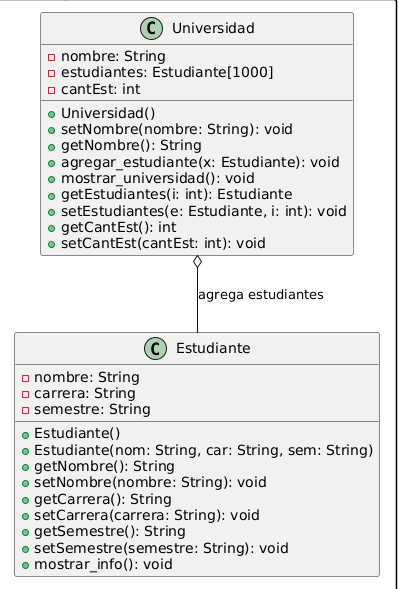 C Universidad
nombre: String
estudiantes: Estudiante[1000]
cantEst: int
Universidad()
setNombre(nombre: String): void
getNombre(): String
agregar_estudiante(x: Estudiante): void
mostrar_universidad(): void
getEstudiantes(i: int): Estudiante
setEstudiantes(e: Estudiante, i: int): void
getCantEst(): int
setCantEst(cantEst: int): void
agrega estudiantes
C Estudiante
nombre: String
carrera: String
semestre: String
Estudiante()
Estudiante(nom: String, car: String, sem: String)
getNombre(): String
setNombre(nombre: String): void
getCarrera(): String
setCarrera(carrera: String): void
getSemestre(): String
setSemestre(semestre: String): void
mostrar_info(): void